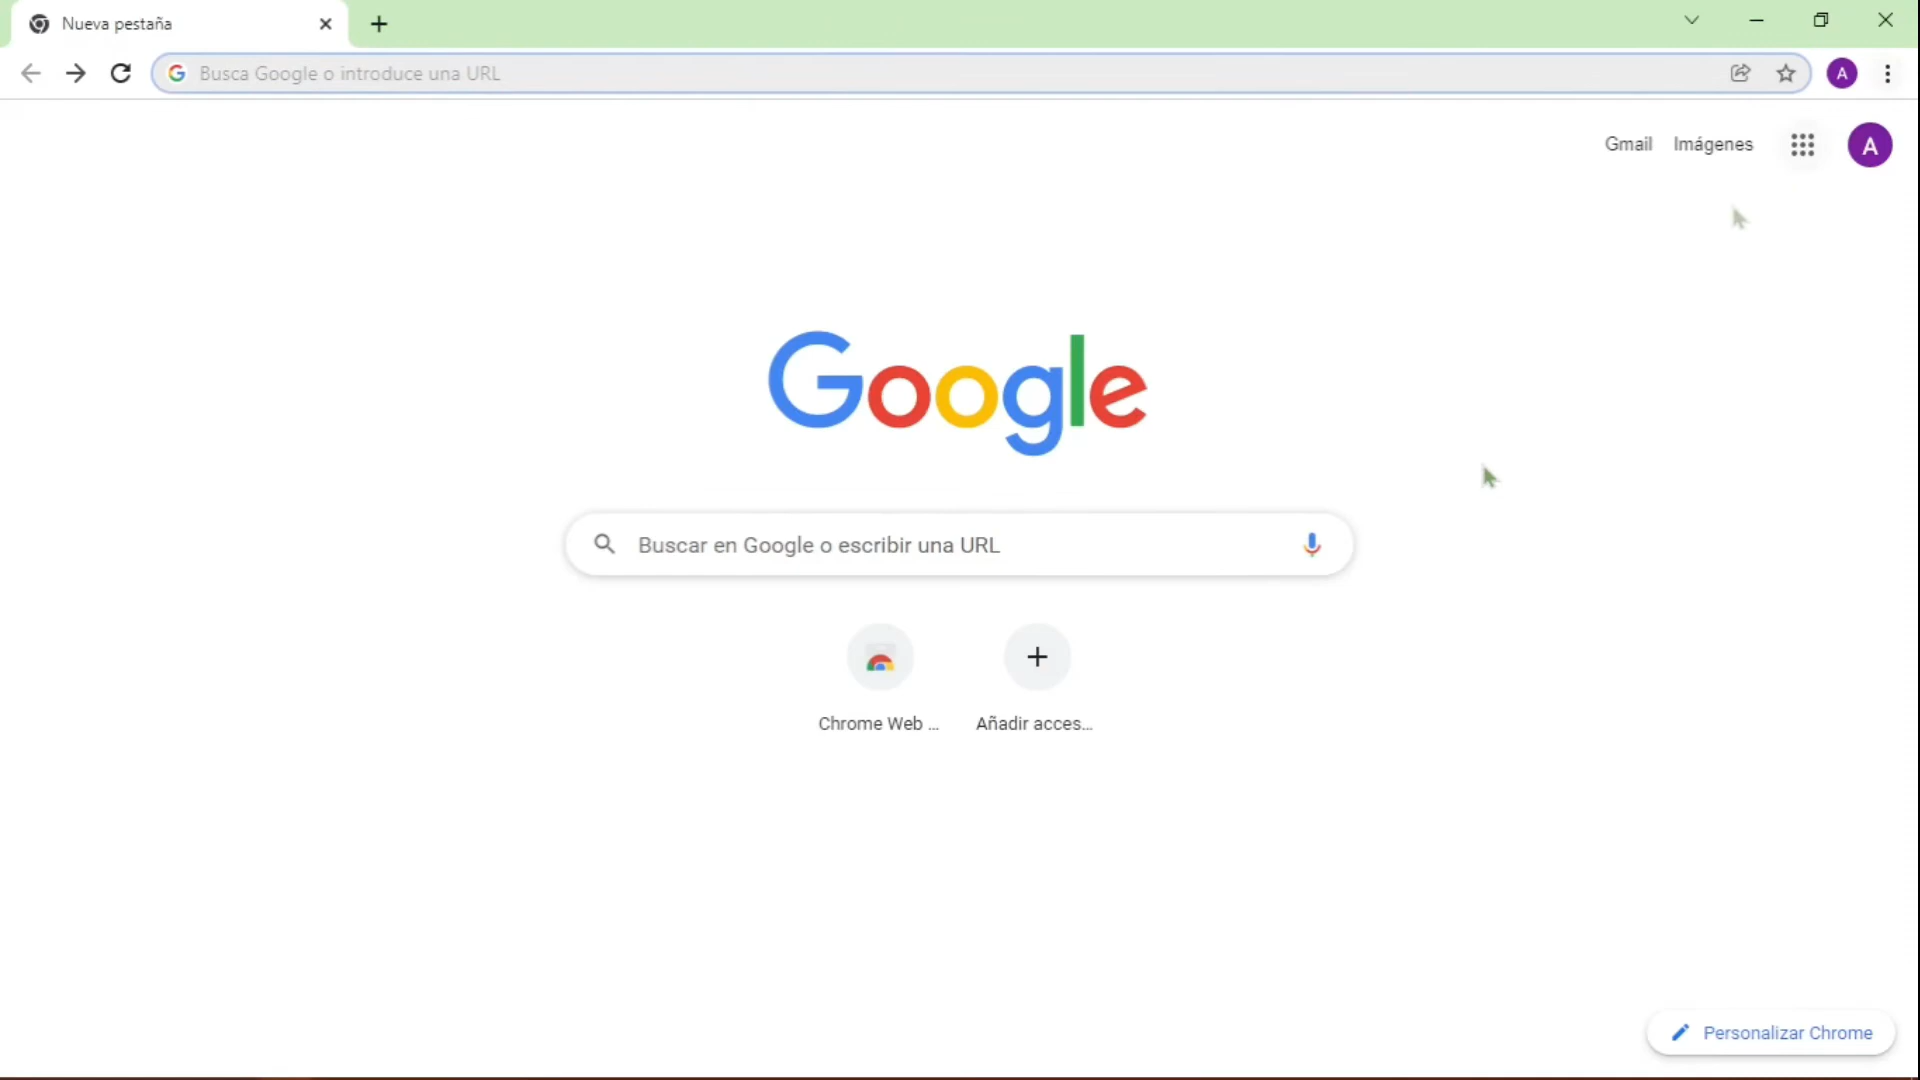 Nueva pestaña
Busca Google o introduce una URL
A
Gmail Imágenes
A
Google
Buscar en Google o escribir una URL
Chrome Web ...
Añadir acces...
Personalizar Chrome